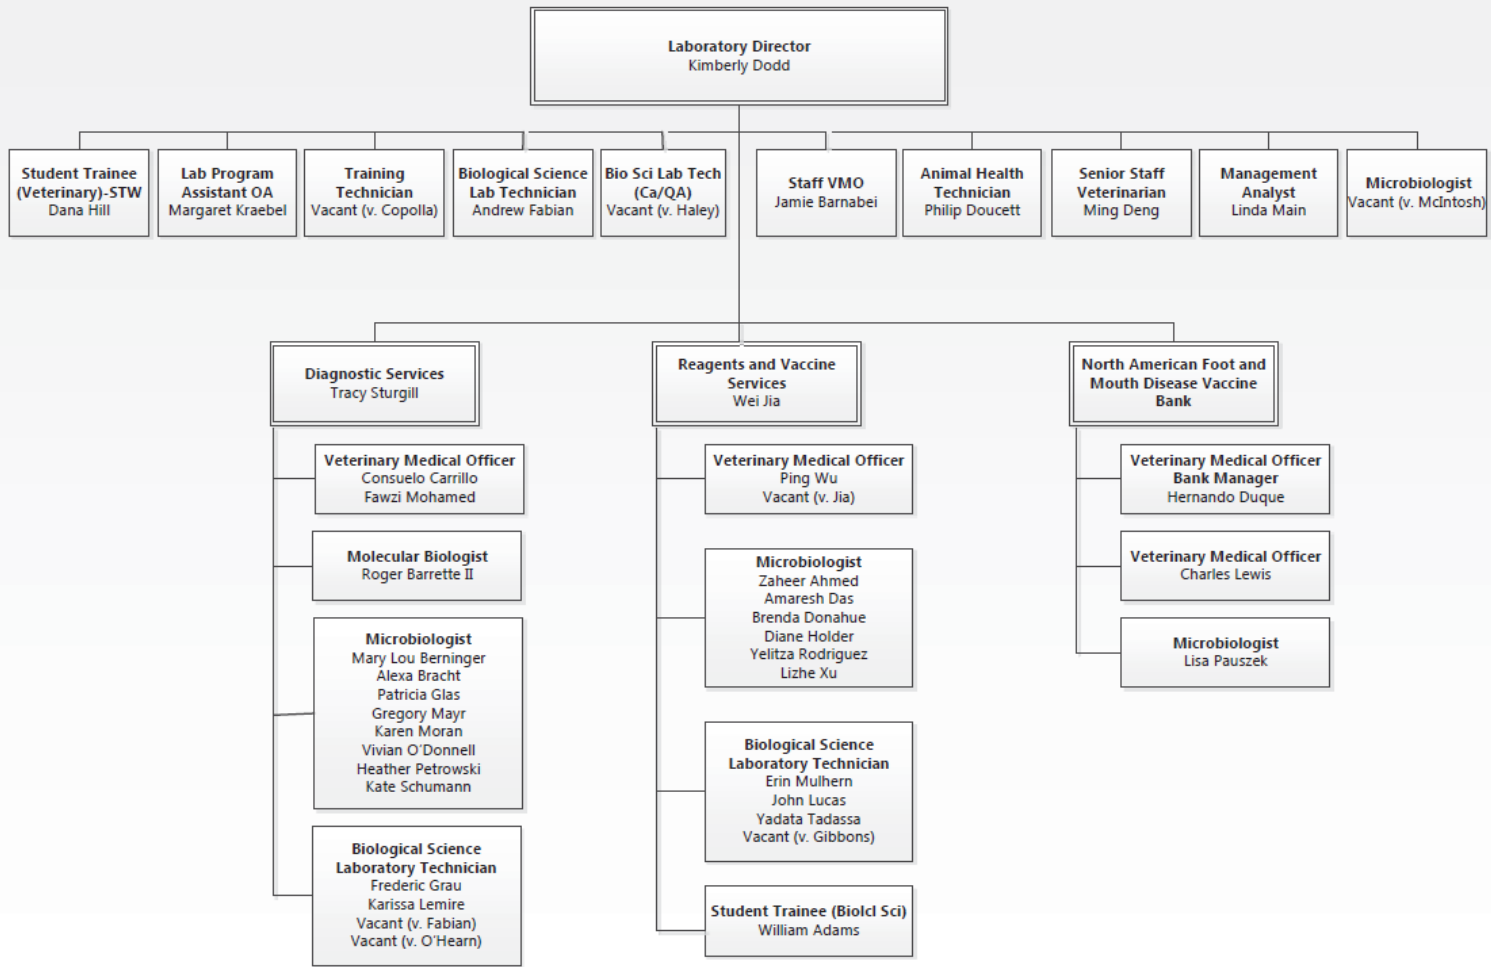 Laboratory Director
Kimberly Dodd
Student Trainee
(Veterinary)-STW
Dana Hill
Lab Program
Assistant OA
Margaret Kraebel
Training
Technician
Vacant (v. Copolla)
Biological Science
Lab Technician
Andrew Fabian
Bio Sci Lab Tech
(Ca/QA)
Vacant (v. Haley)
Staff VMO
Jamie Barnabei
Animal Health
Technician
Philip Doucett
Senior Staff
Veterinarian
Ming Deng
Management
Analyst
Linda Main
Microbiologist
Vacant (v. McIntosh)
Diagnostic Services
Tracy Sturgill
Veterinary Medical Officer
Consuelo Carrillo
Fawzi Mohamed
Molecular Biologist
Roger Barrette II
Microbiologist
Mary Lou Berninger
Alexa Bracht
Patricia Glas
Gregory Mayr
Karen Moran
Vivian O'Donnell
Heather Petrowski
Kate Schumann
Biological Science
Laboratory Technician
Frederic Grau
Karissa Lemire
Vacant (v. Fabian)
Vacant (v. O'Hearn)
Reagents and Vaccine
Services
Wei Jia
Veterinary Medical Officer
Ping Wu
Vacant (v. Jia)
Microbiologist
Zaheer Ahmed
Amaresh Das
Brenda Donahue
Diane Holder
Yelitza Rodriguez
Lizhe Xu
Biological Science
Laboratory Technician
Erin Mulhern
John Lucas
Yadata Tadassa
Vacant (v. Gibbons)
Student Trainee (Biolcl Sci)
William Adams
North American Foot and
Mouth Disease Vaccine
Bank
Veterinary Medical Officer
Bank Manager
Hernando Duque
Veterinary Medical Officer
Charles Lewis
Microbiologist
Lisa Pauszek